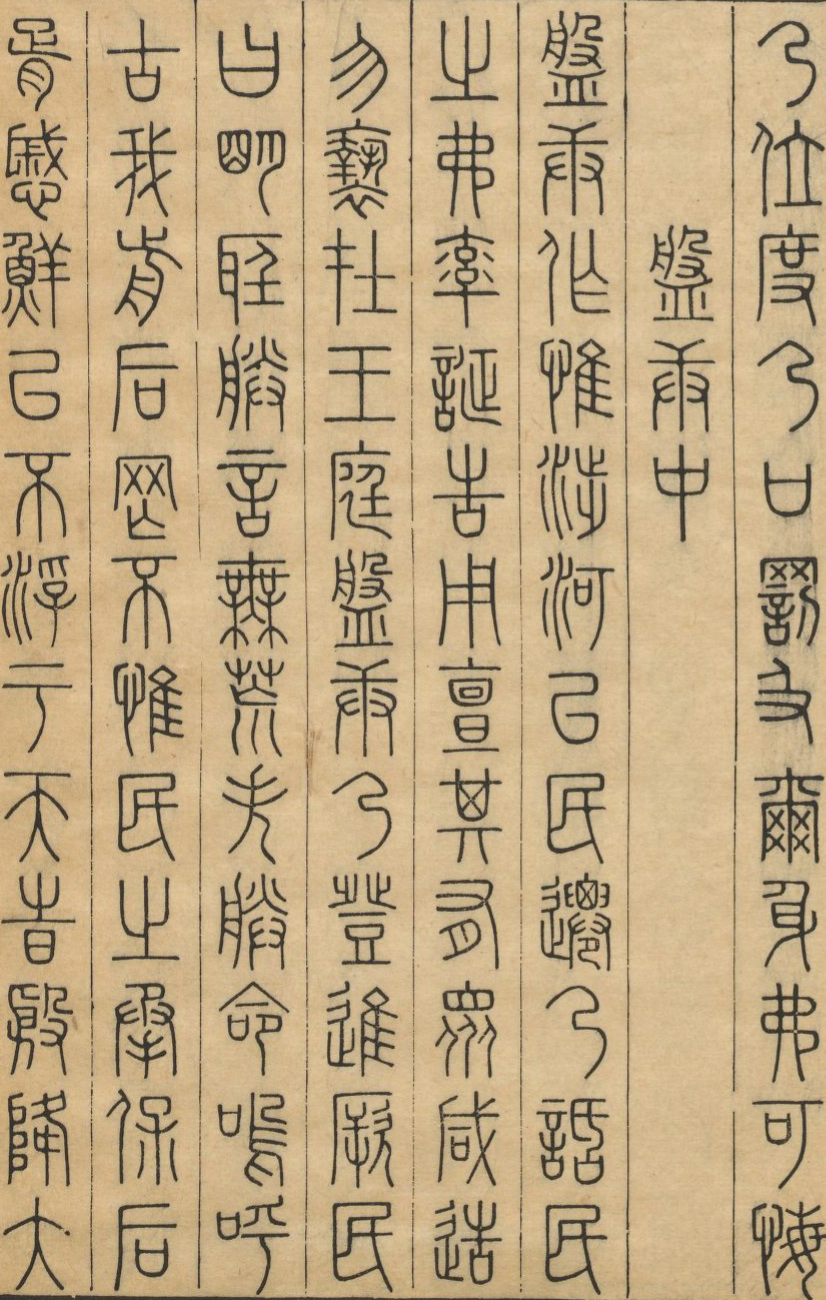 乃位度乃口罰及爾身弗可悔
盤庚中
盤庚作惟涉河以民遷乃話民
之弗率誕告用亶其有眾咸造
勿褻在王庭盤庚乃登進厥民
曰明聽朕言無荒失朕命嗚呼
古我前后罔不惟民之承保后
胥慼鮮以不浮于天時殷降大